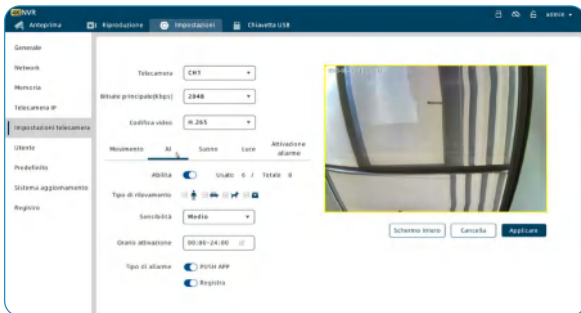 NVR
Anteprima Riproduzione Impostazioni Chiavetta USB admin
Generale
Network
Memoria
Telecamera IP
Impostazioni telecamera
Utente
Predefinito
Sistema aggiornamento
Registro
Telecamera CH1
Bitrate principale(Kbps) 2048
Codifica video H.265
Movimento AI Suono Luce Attivazione allarme
Abilita Usato 6 / Totale 8
Tipo di rilevamento
Sensibilità Medio
Orario attivazione 00:00-24:00
Tipo di allarme PUSH APP
Registra
Schermo intero Cancella Applicare